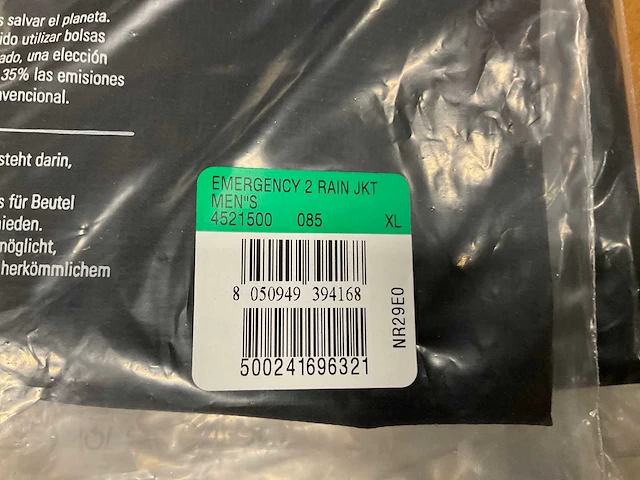 s salvar el planeta.
ido utilizar bolsas
ado, una elección
35% las emisiones
nvencional.
steht darin,
s für Beutel
nieden.
nöglicht,
herkömmlichem
EMERGENCY 2 RAIN JKT
MEN"S
4521500 085 XL
8 050949 394168
NR29E0
500241696321